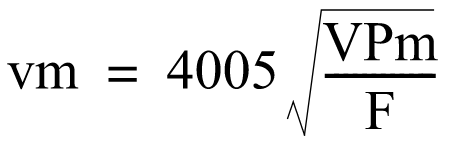 vm = 4005 √(VPm / F)